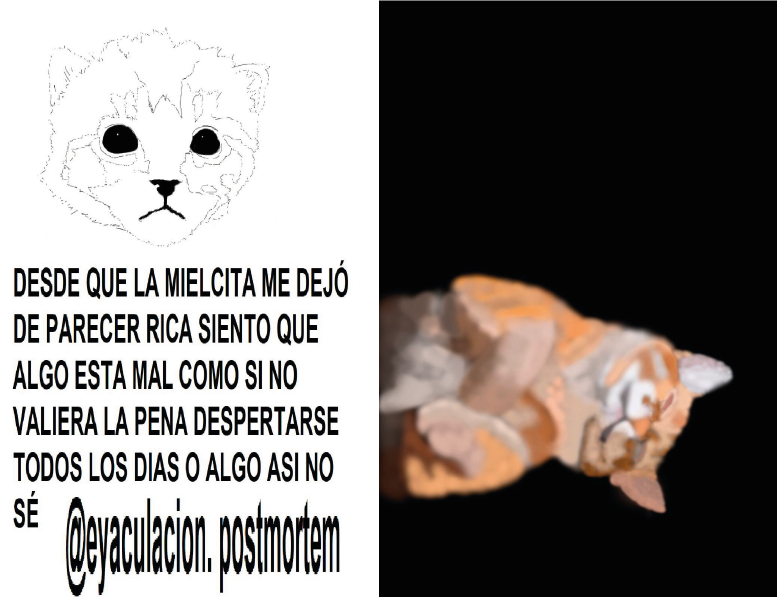 DESDE QUE LA MIELCITA ME DEJÓ
DE PARECER RICA SIENTO QUE
ALGO ESTA MAL COMO SI NO
VALIERA LA PENA DESPERTARSE
TODOS LOS DIAS O ALGO ASI NO
SÉ
@eyaculacion. postmortem